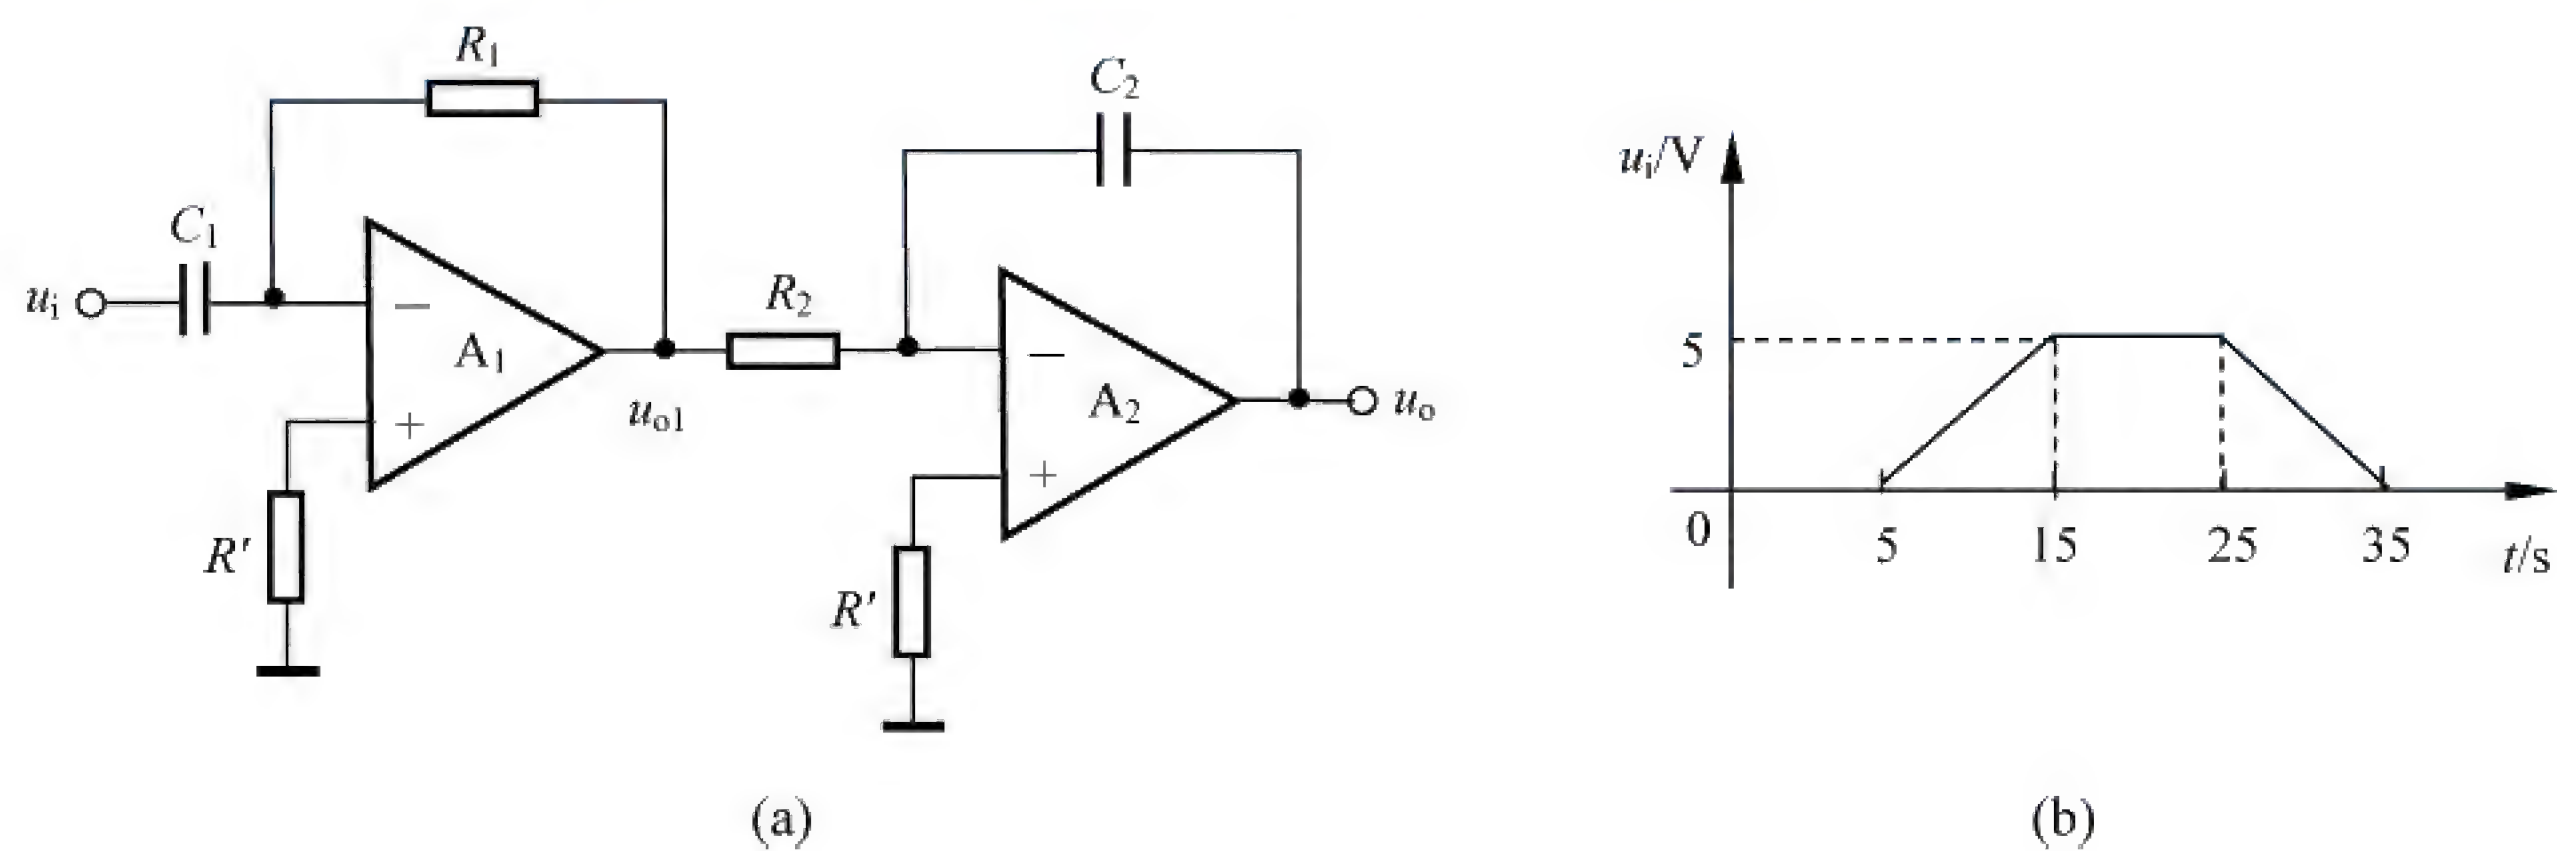 R₁
C₂
uᵢ/V
C₁
R₂
5
uᵢ
−
A₁
+
uₒ₁
−
A₂
+
uₒ
R'
R'
0
5
15
25
35
t/s
(a)
(b)